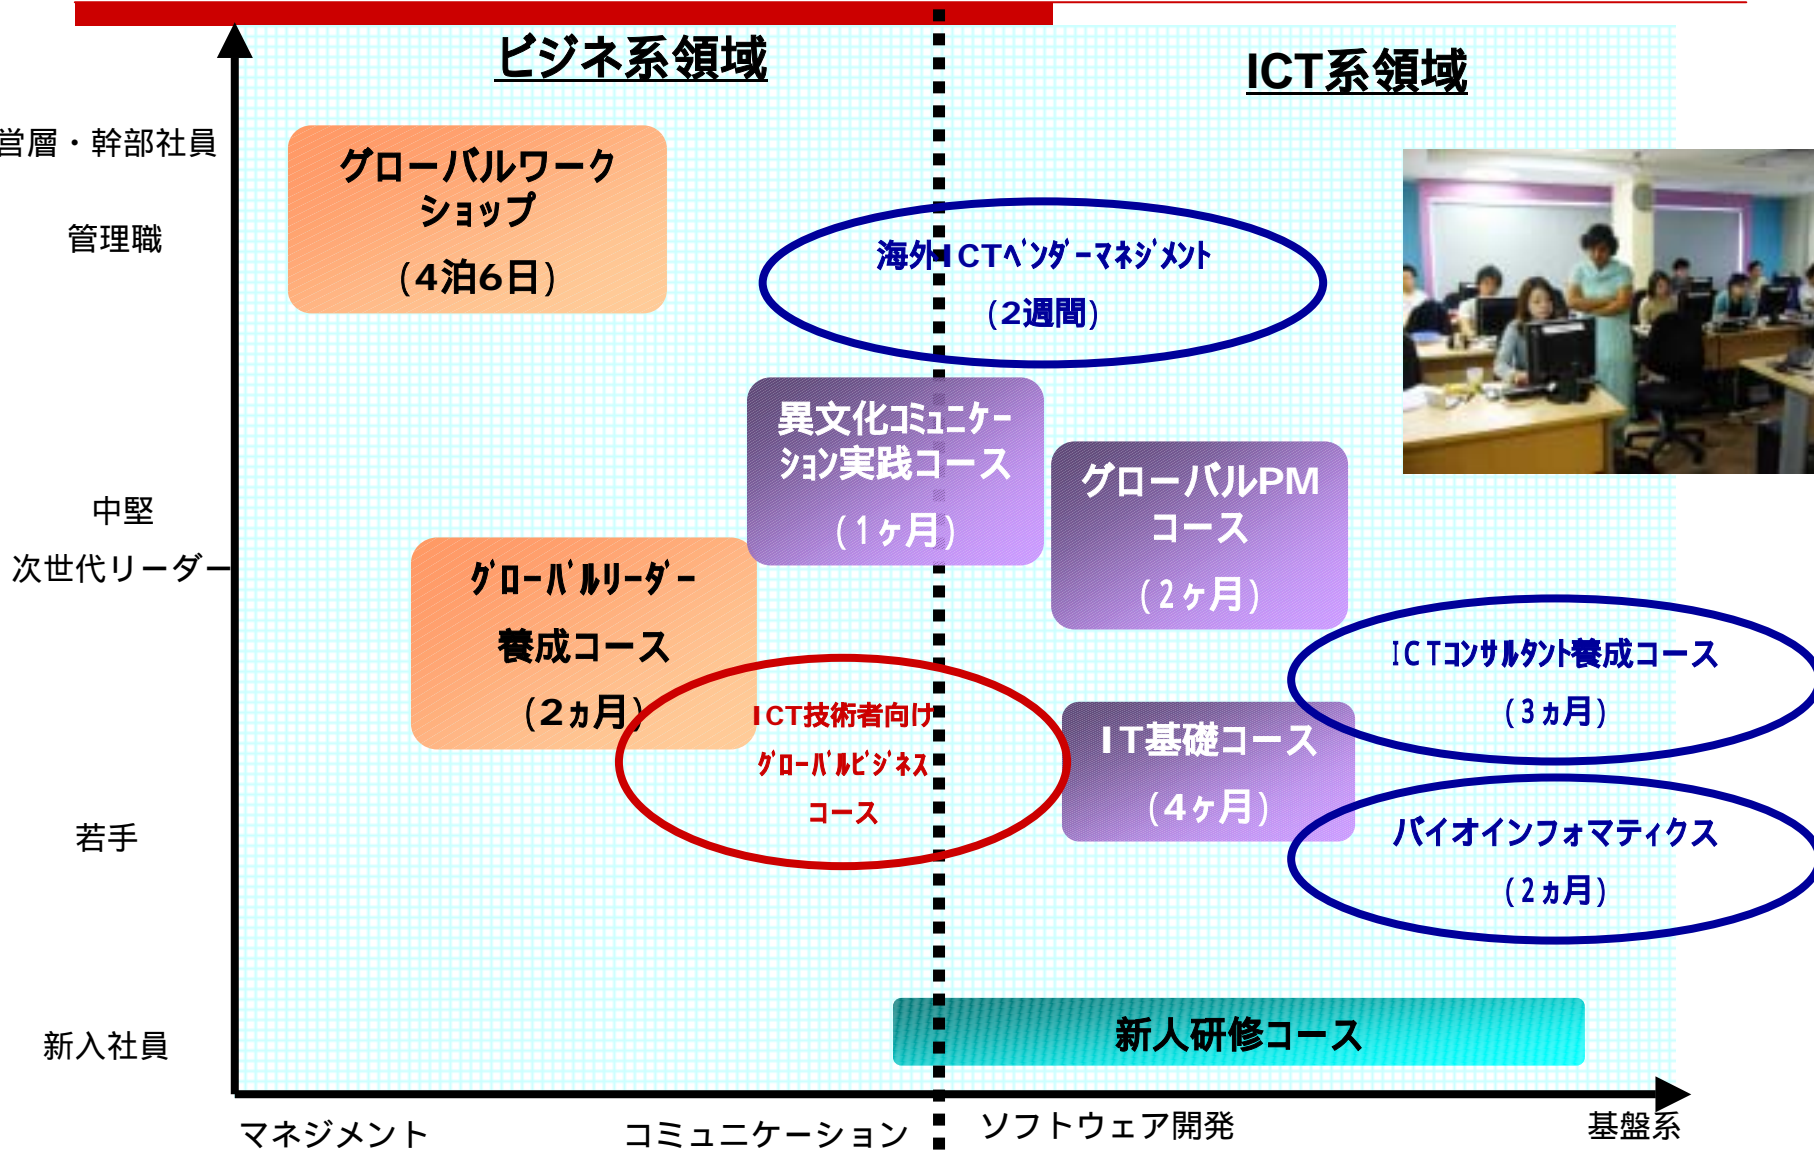 ビジネ系領域
ICT系領域
営層・幹部社員
管理職
中堅
次世代リーダー
若手
新入社員
グローバルワーク
ショップ
(4泊6日)
海外ICTﾍﾞﾝﾀﾞｰﾏﾈｼﾞﾒﾝﾄ
(2週間)
異文化ｺﾐｭﾆｹｰ
ｼｮﾝ実践コース
(1ヶ月)
グローバルPM
コース
(2ヶ月)
ｸﾞﾛｰﾊﾞﾙﾘｰﾀﾞｰ
養成コース
(2ヵ月)
ICT技術者向け
ｸﾞﾛｰﾊﾞﾙﾋﾞｼﾞﾈｽ
コース
IT基礎コース
(4ヶ月)
ICTｺﾝｻﾙﾀﾝﾄ養成コース
(3ヵ月)
バイオインフォマティクス
(2ヵ月)
新人研修コース
マネジメント
コミュニケーション
ソフトウェア開発
基盤系